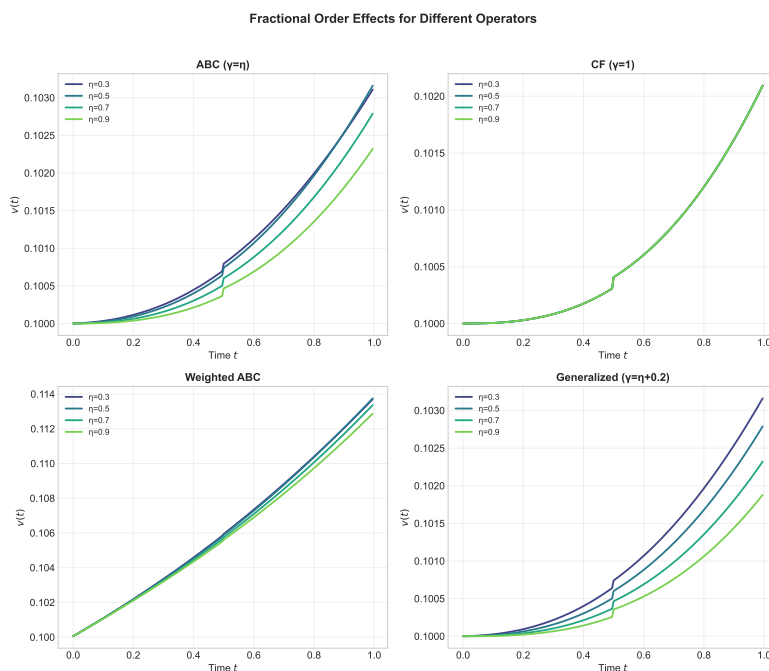 Fractional Order Effects for Different Operators
ABC (γ=η)
η=0.3
η=0.5
η=0.7
η=0.9
0.1030
0.1025
0.1020
0.1015
0.1010
0.1005
0.1000
v(t)
0.0 0.2 0.4 0.6 0.8 1.0
Time t
CF (γ=1)
η=0.3
η=0.5
η=0.7
η=0.9
0.1020
0.1015
0.1010
0.1005
0.1000
v(t)
0.0 0.2 0.4 0.6 0.8 1.0
Time t
Weighted ABC
η=0.3
η=0.5
η=0.7
η=0.9
0.114
0.112
0.110
0.108
0.106
0.104
0.102
0.100
v(t)
0.0 0.2 0.4 0.6 0.8 1.0
Time t
Generalized (γ=η+0.2)
η=0.3
η=0.5
η=0.7
η=0.9
0.1030
0.1025
0.1020
0.1015
0.1010
0.1005
0.1000
v(t)
0.0 0.2 0.4 0.6 0.8 1.0
Time t